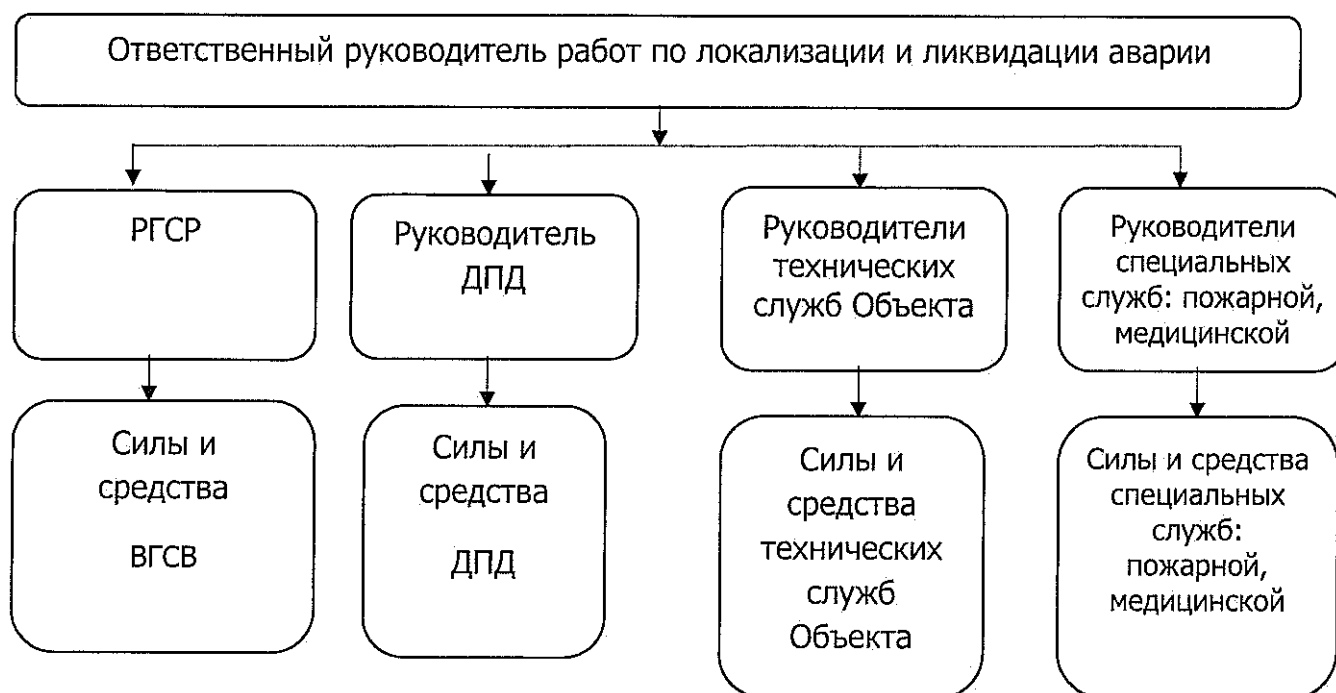 Ответственный руководитель работ по локализации и ликвидации аварии
РГСР
Руководитель
ДПД
Руководители
технических
служб Объекта
Руководители
специальных
служб: пожарной,
медицинской
Силы и
средства
ВГСВ
Силы и
средства
ДПД
Силы и
средства
технических
служб
Объекта
Силы и средства
специальных
служб:
пожарной,
медицинской